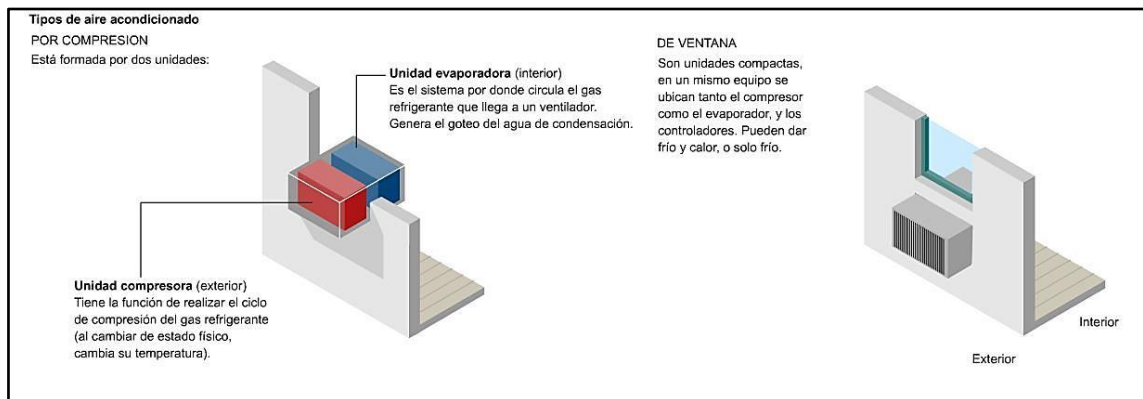 Tipos de aire acondicionado
POR COMPRESION
Está formada por dos unidades:
Unidad evaporadora (interior)
Es el sistema por donde circula el gas
refrigerante que llega a un ventilador.
Genera el goteo del agua de condensación.
Unidad compresora (exterior)
Tiene la función de realizar el ciclo
de compresión del gas refrigerante
(al cambiar de estado físico,
cambia su temperatura).
DE VENTANA
Son unidades compactas,
en un mismo equipo se
ubican tanto el compresor
como el evaporador, y los
controladores. Pueden dar
frío y calor, o solo frío.
Interior
Exterior